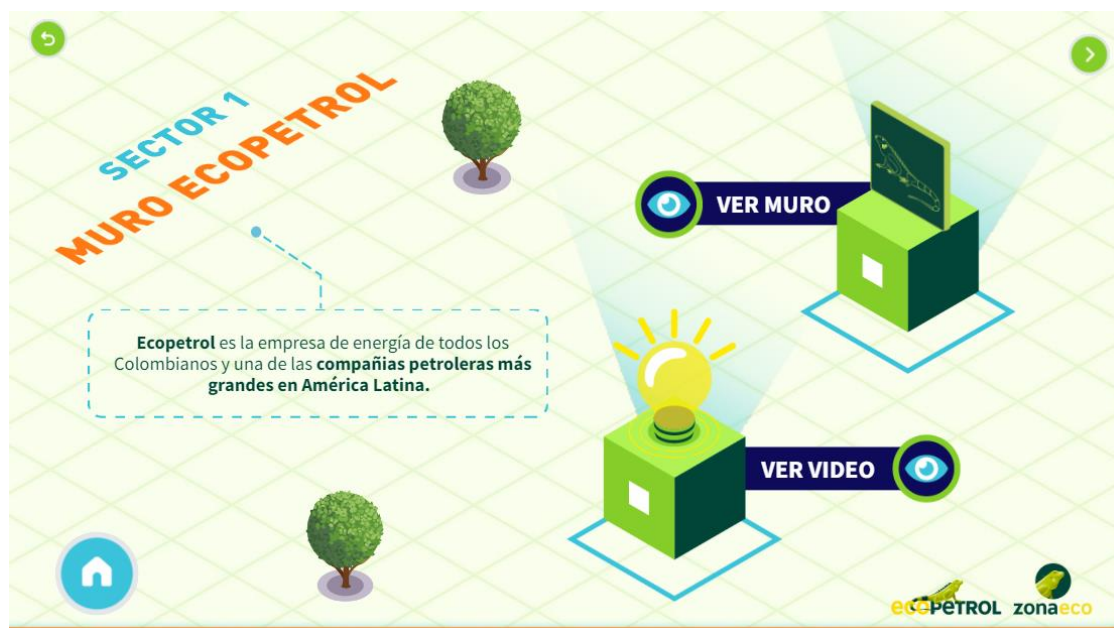 SECTOR 1
MURO ECOPETROL
VER MURO
Ecopetrol es la empresa de energía de todos los
Colombianos y una de las compañias petroleras más
grandes en América Latina.
VER VIDEO
ecopetrol
zonaeco